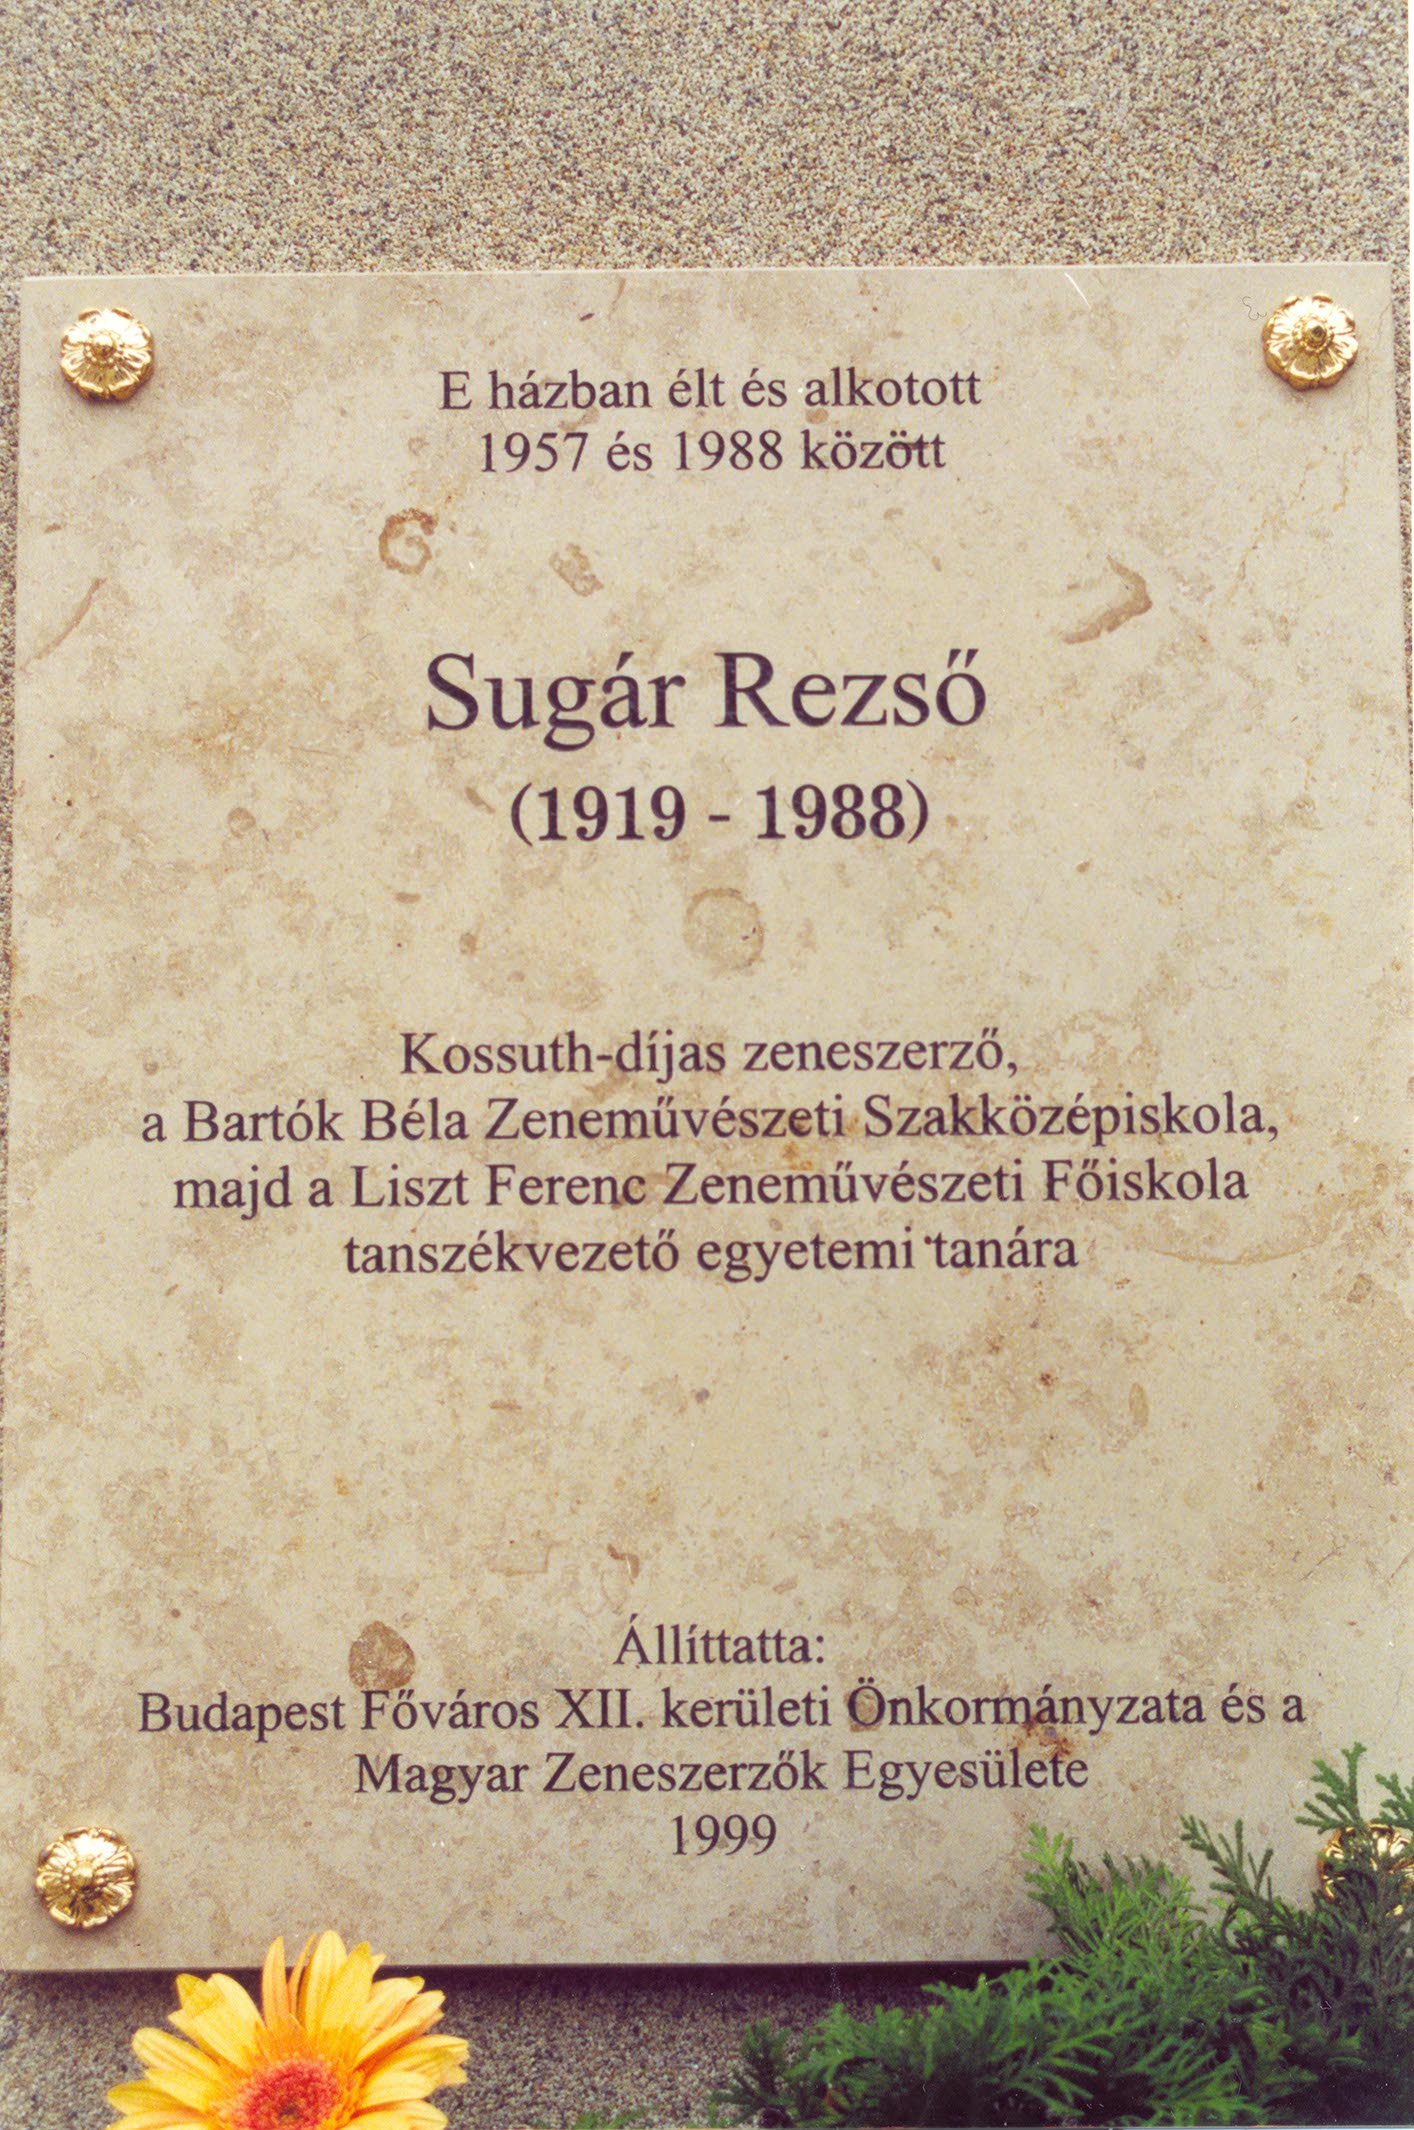 E házban élt és alkotott
1957 és 1988 között
Sugár Rezső
(1919 - 1988)
Kossuth-díjas zeneszerző,
a Bartók Béla Zeneművészeti Szakközépiskola,
majd a Liszt Ferenc Zeneművészeti Főiskola
tanszékvezető egyetemi tanára
Állíttatta:
Budapest Főváros XII. kerületi Önkormányzata és a
Magyar Zeneszerzők Egyesülete
1999